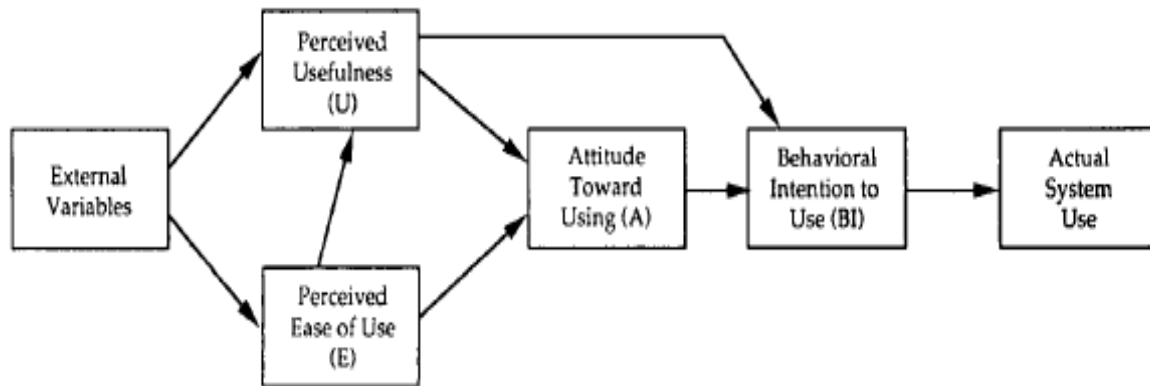 Perceived
Usefulness
(U)
External
Variables
Perceived
Ease of Use
(E)
Attitude
Toward
Using (A)
Behavioral
Intention to
Use (BI)
Actual
System
Use